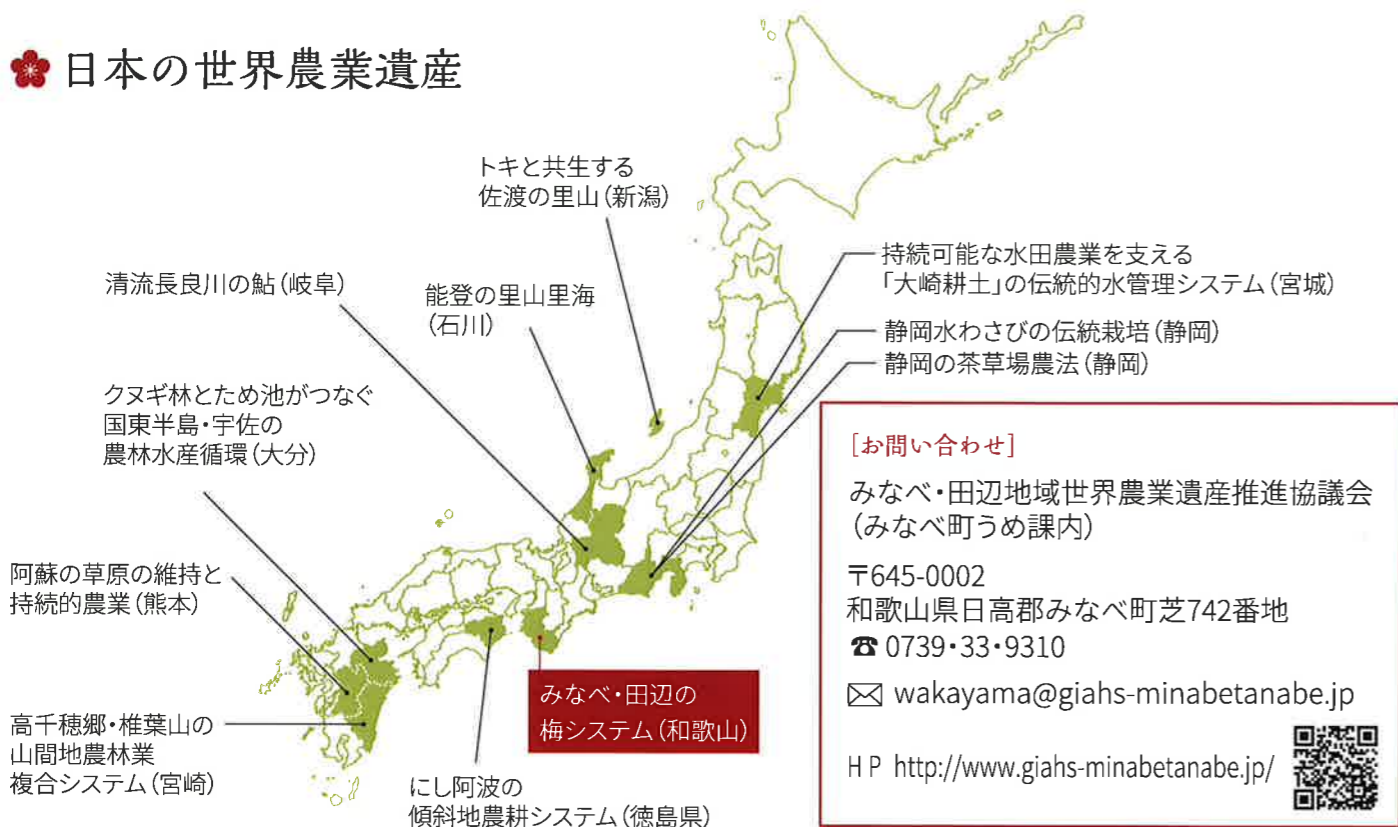 日本の世界農業遺産
トキと共生する
佐渡の里山(新潟)
清流長良川の鮎(岐阜)
能登の里山里海
(石川)
クヌギ林とため池がつなぐ
国東半島・宇佐の
農林水産循環(大分)
阿蘇の草原の維持と
持続的農業(熊本)
高千穂郷・椎葉山の
山間地農林業
複合システム(宮崎)
にし阿波の
傾斜地農耕システム(徳島県)
みなべ・田辺の
梅システム(和歌山)
持続可能な水田農業を支える
「大崎耕土」の伝統的水管理システム(宮城)
静岡水わさびの伝統栽培(静岡)
静岡の茶草場農法(静岡)
[お問い合わせ]
みなべ・田辺地域世界農業遺産推進協議会
(みなべ町うめ課内)
〒645-0002
和歌山県日高郡みなべ町芝742番地
☎ 0739・33・9310
✉ wakayama@giahs-minabetanabe.jp
HP http://www.giahs-minabetanabe.jp/